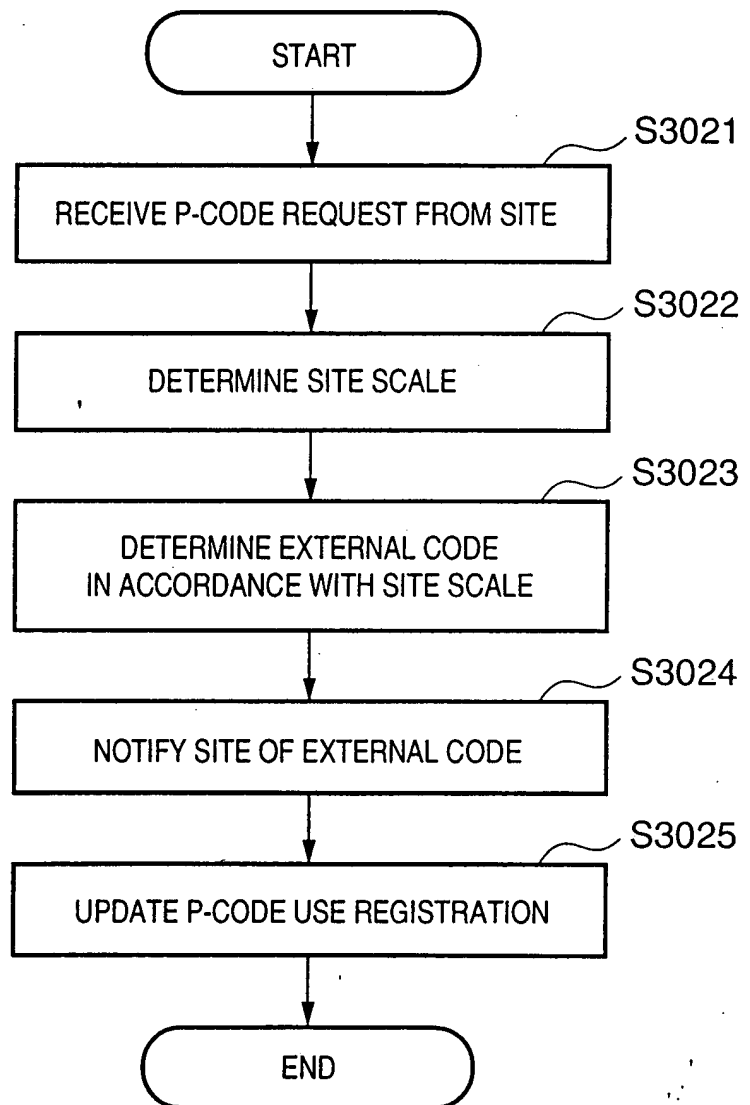 START
S3021
RECEIVE P-CODE REQUEST FROM SITE
S3022
DETERMINE SITE SCALE
S3023
DETERMINE EXTERNAL CODE
IN ACCORDANCE WITH SITE SCALE
S3024
NOTIFY SITE OF EXTERNAL CODE
S3025
UPDATE P-CODE USE REGISTRATION
END